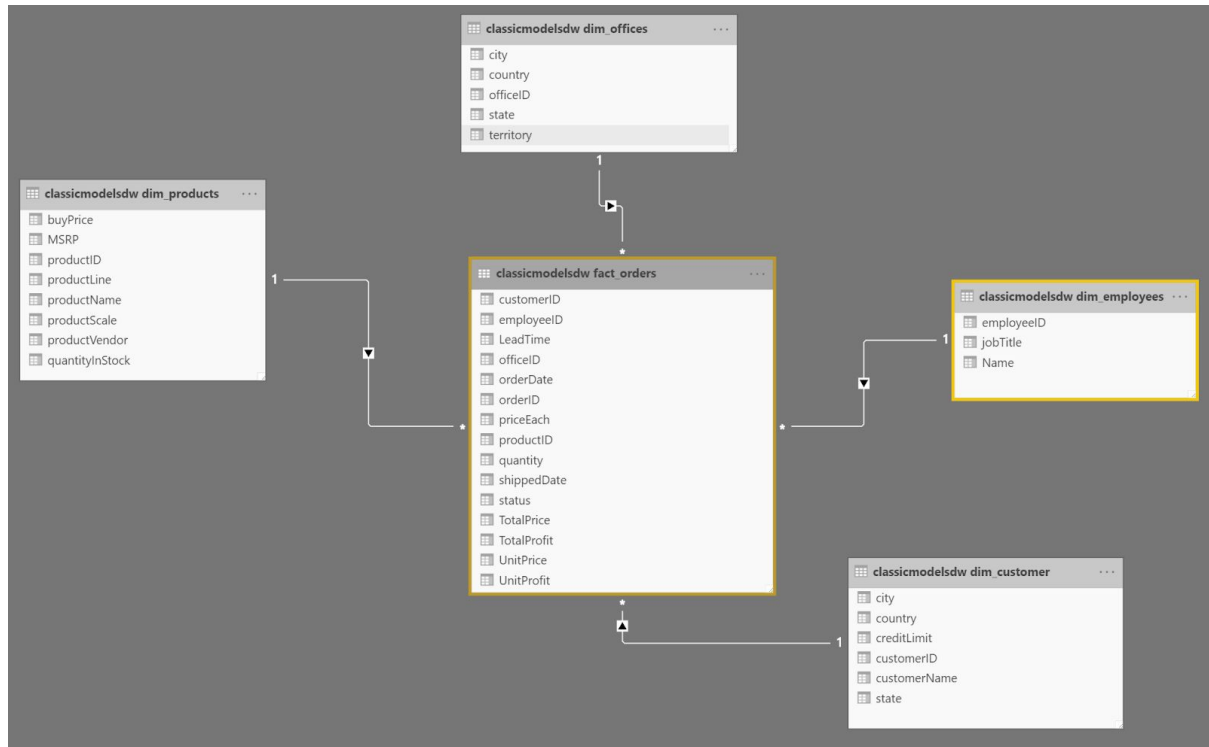 classicmodelsdw dim_offices ...
city
country
officeID
state
territory
1
*
classicmodelsdw dim_products ...
buyPrice
MSRP
productID
productLine
productName
productScale
productVendor
quantityInStock
1
*
classicmodelsdw fact_orders ...
customerID
employeeID
LeadTime
officeID
orderDate
orderID
priceEach
productID
quantity
shippedDate
status
TotalPrice
TotalProfit
UnitPrice
UnitProfit
classicmodelsdw dim_employees ...
employeeID
jobTitle
Name
1
*
classicmodelsdw dim_customer ...
city
country
creditLimit
customerID
customerName
state
1
*